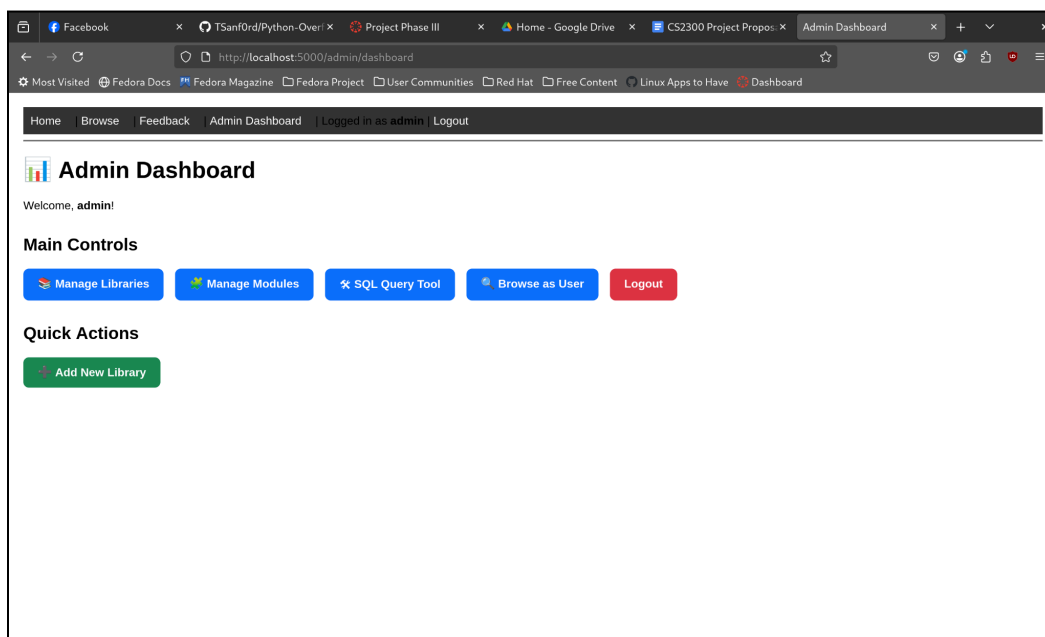 Facebook TSanf0rd/Python-Over Project Phase III Home - Google Drive CS2300 Project Propos Admin Dashboard
http://localhost:5000/admin/dashboard
Most Visited Fedora Docs Fedora Magazine Fedora Project User Communities Red Hat Free Content Linux Apps to Have Dashboard
Home | Browse | Feedback | Admin Dashboard | Logged in as admin | Logout
Admin Dashboard
Welcome, admin!
Main Controls
Manage Libraries Manage Modules SQL Query Tool Browse as User Logout
Quick Actions
Add New Library